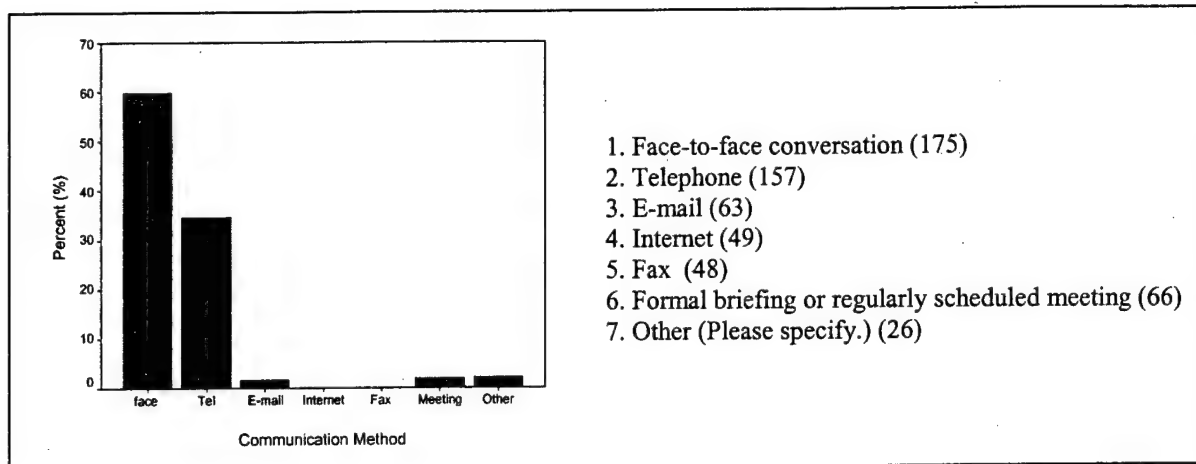 70
60
50
40
30
20
10
0
Percent (%)
face Tel E-mail Internet Fax Meeting Other
Communication Method
1. Face-to-face conversation (175)
2. Telephone (157)
3. E-mail (63)
4. Internet (49)
5. Fax (48)
6. Formal briefing or regularly scheduled meeting (66)
7. Other (Please specify.) (26)